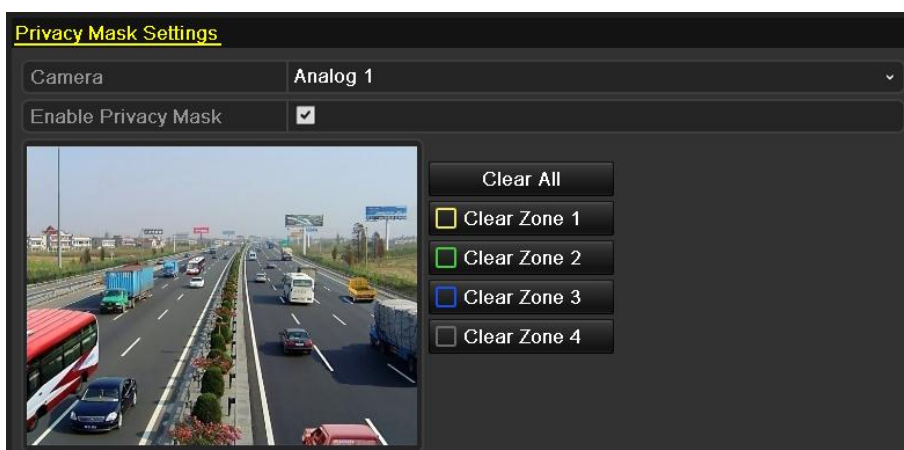 Privacy Mask Settings
Camera Analog 1
Enable Privacy Mask
Clear All
Clear Zone 1
Clear Zone 2
Clear Zone 3
Clear Zone 4